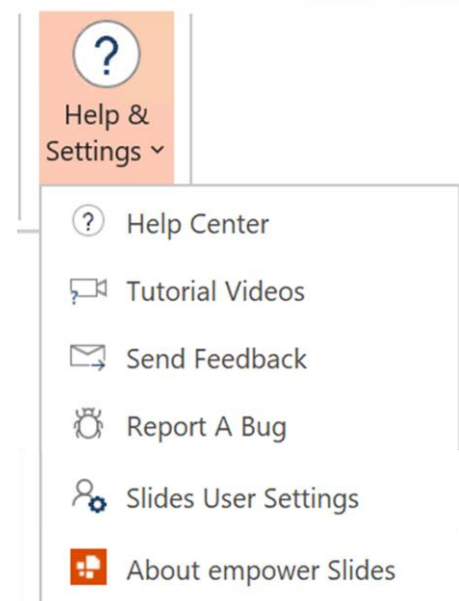 Help &
Settings
Help Center
Tutorial Videos
Send Feedback
Report A Bug
Slides User Settings
About empower Slides